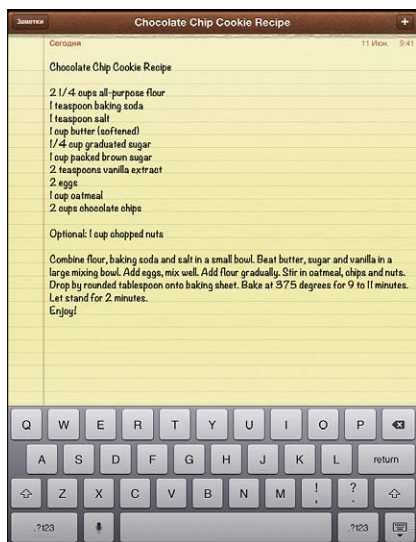 Заметки Chocolate Chip Cookie Recipe +
Сегодня 11 Июн. 9:41
Chocolate Chip Cookie Recipe
2 1/4 cups all-purpose flour
1 teaspoon baking soda
1 teaspoon salt
1 cup butter (softened)
1/4 cup graduated sugar
1 cup packed brown sugar
2 teaspoons vanilla extract
2 eggs
1 cup oatmeal
2 cups chocolate chips
Optional: 1 cup chopped nuts
Combine flour, baking soda and salt in a small bowl. Beat butter, sugar and vanilla in a
large mixing bowl. Add eggs, mix well. Add flour gradually. Stir in oatmeal, chips and nuts.
Drop by rounded tablespoon onto baking sheet. Bake at 375 degrees for 9 to 11 minutes.
Let stand for 2 minutes.
Enjoy!
Q W E R T Y U I O P
A S D F G H J K L return
Z X C V B N M ! , ? .
.?123 .?123